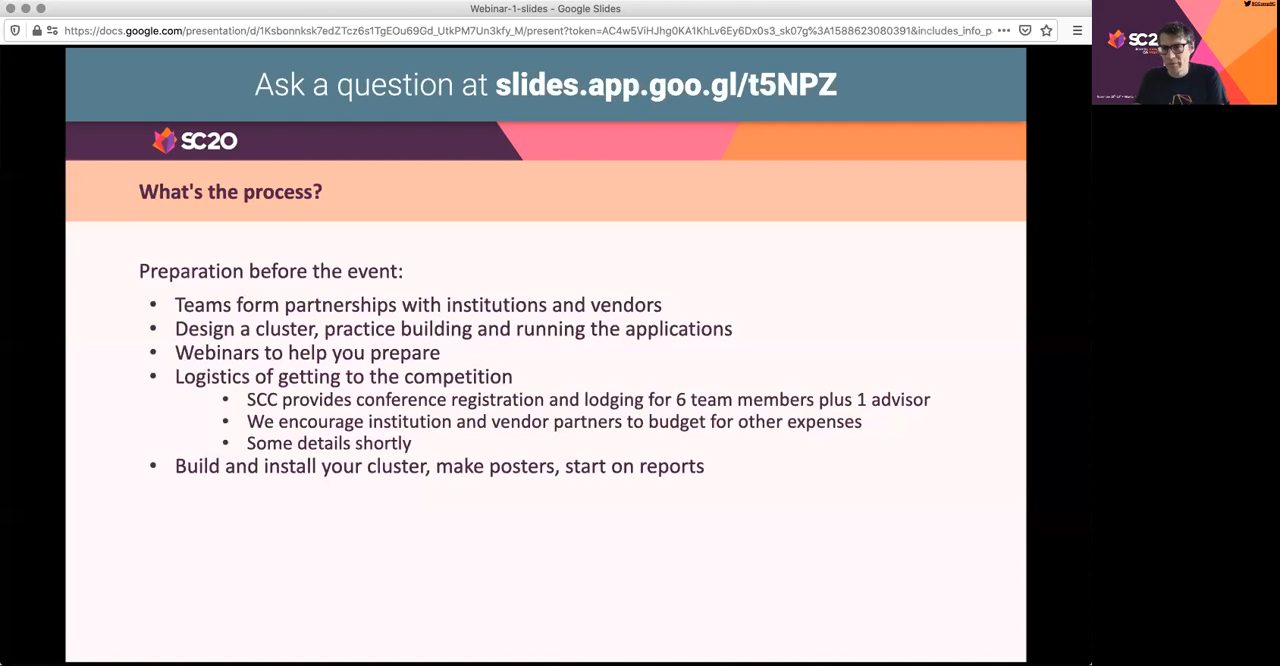 Webinar-1-slides - Google Slides
https://docs.google.com/presentation/d/1Ksbonnksk7edZTcz6s1TgEOu69Gd_UtkPM7Un3kfy_M/present?token=AC4w5ViHJhg0KA1KhLv6Ey6Dx0s3_sk07g%3A1588623080391&includes_info_p
Ask a question at slides.app.goo.gl/t5NPZ
SC20
What's the process?
Preparation before the event:
• Teams form partnerships with institutions and vendors
• Design a cluster, practice building and running the applications
• Webinars to help you prepare
• Logistics of getting to the competition
• SCC provides conference registration and lodging for 6 team members plus 1 advisor
• We encourage institution and vendor partners to budget for other expenses
• Some details shortly
• Build and install your cluster, make posters, start on reports
SC2